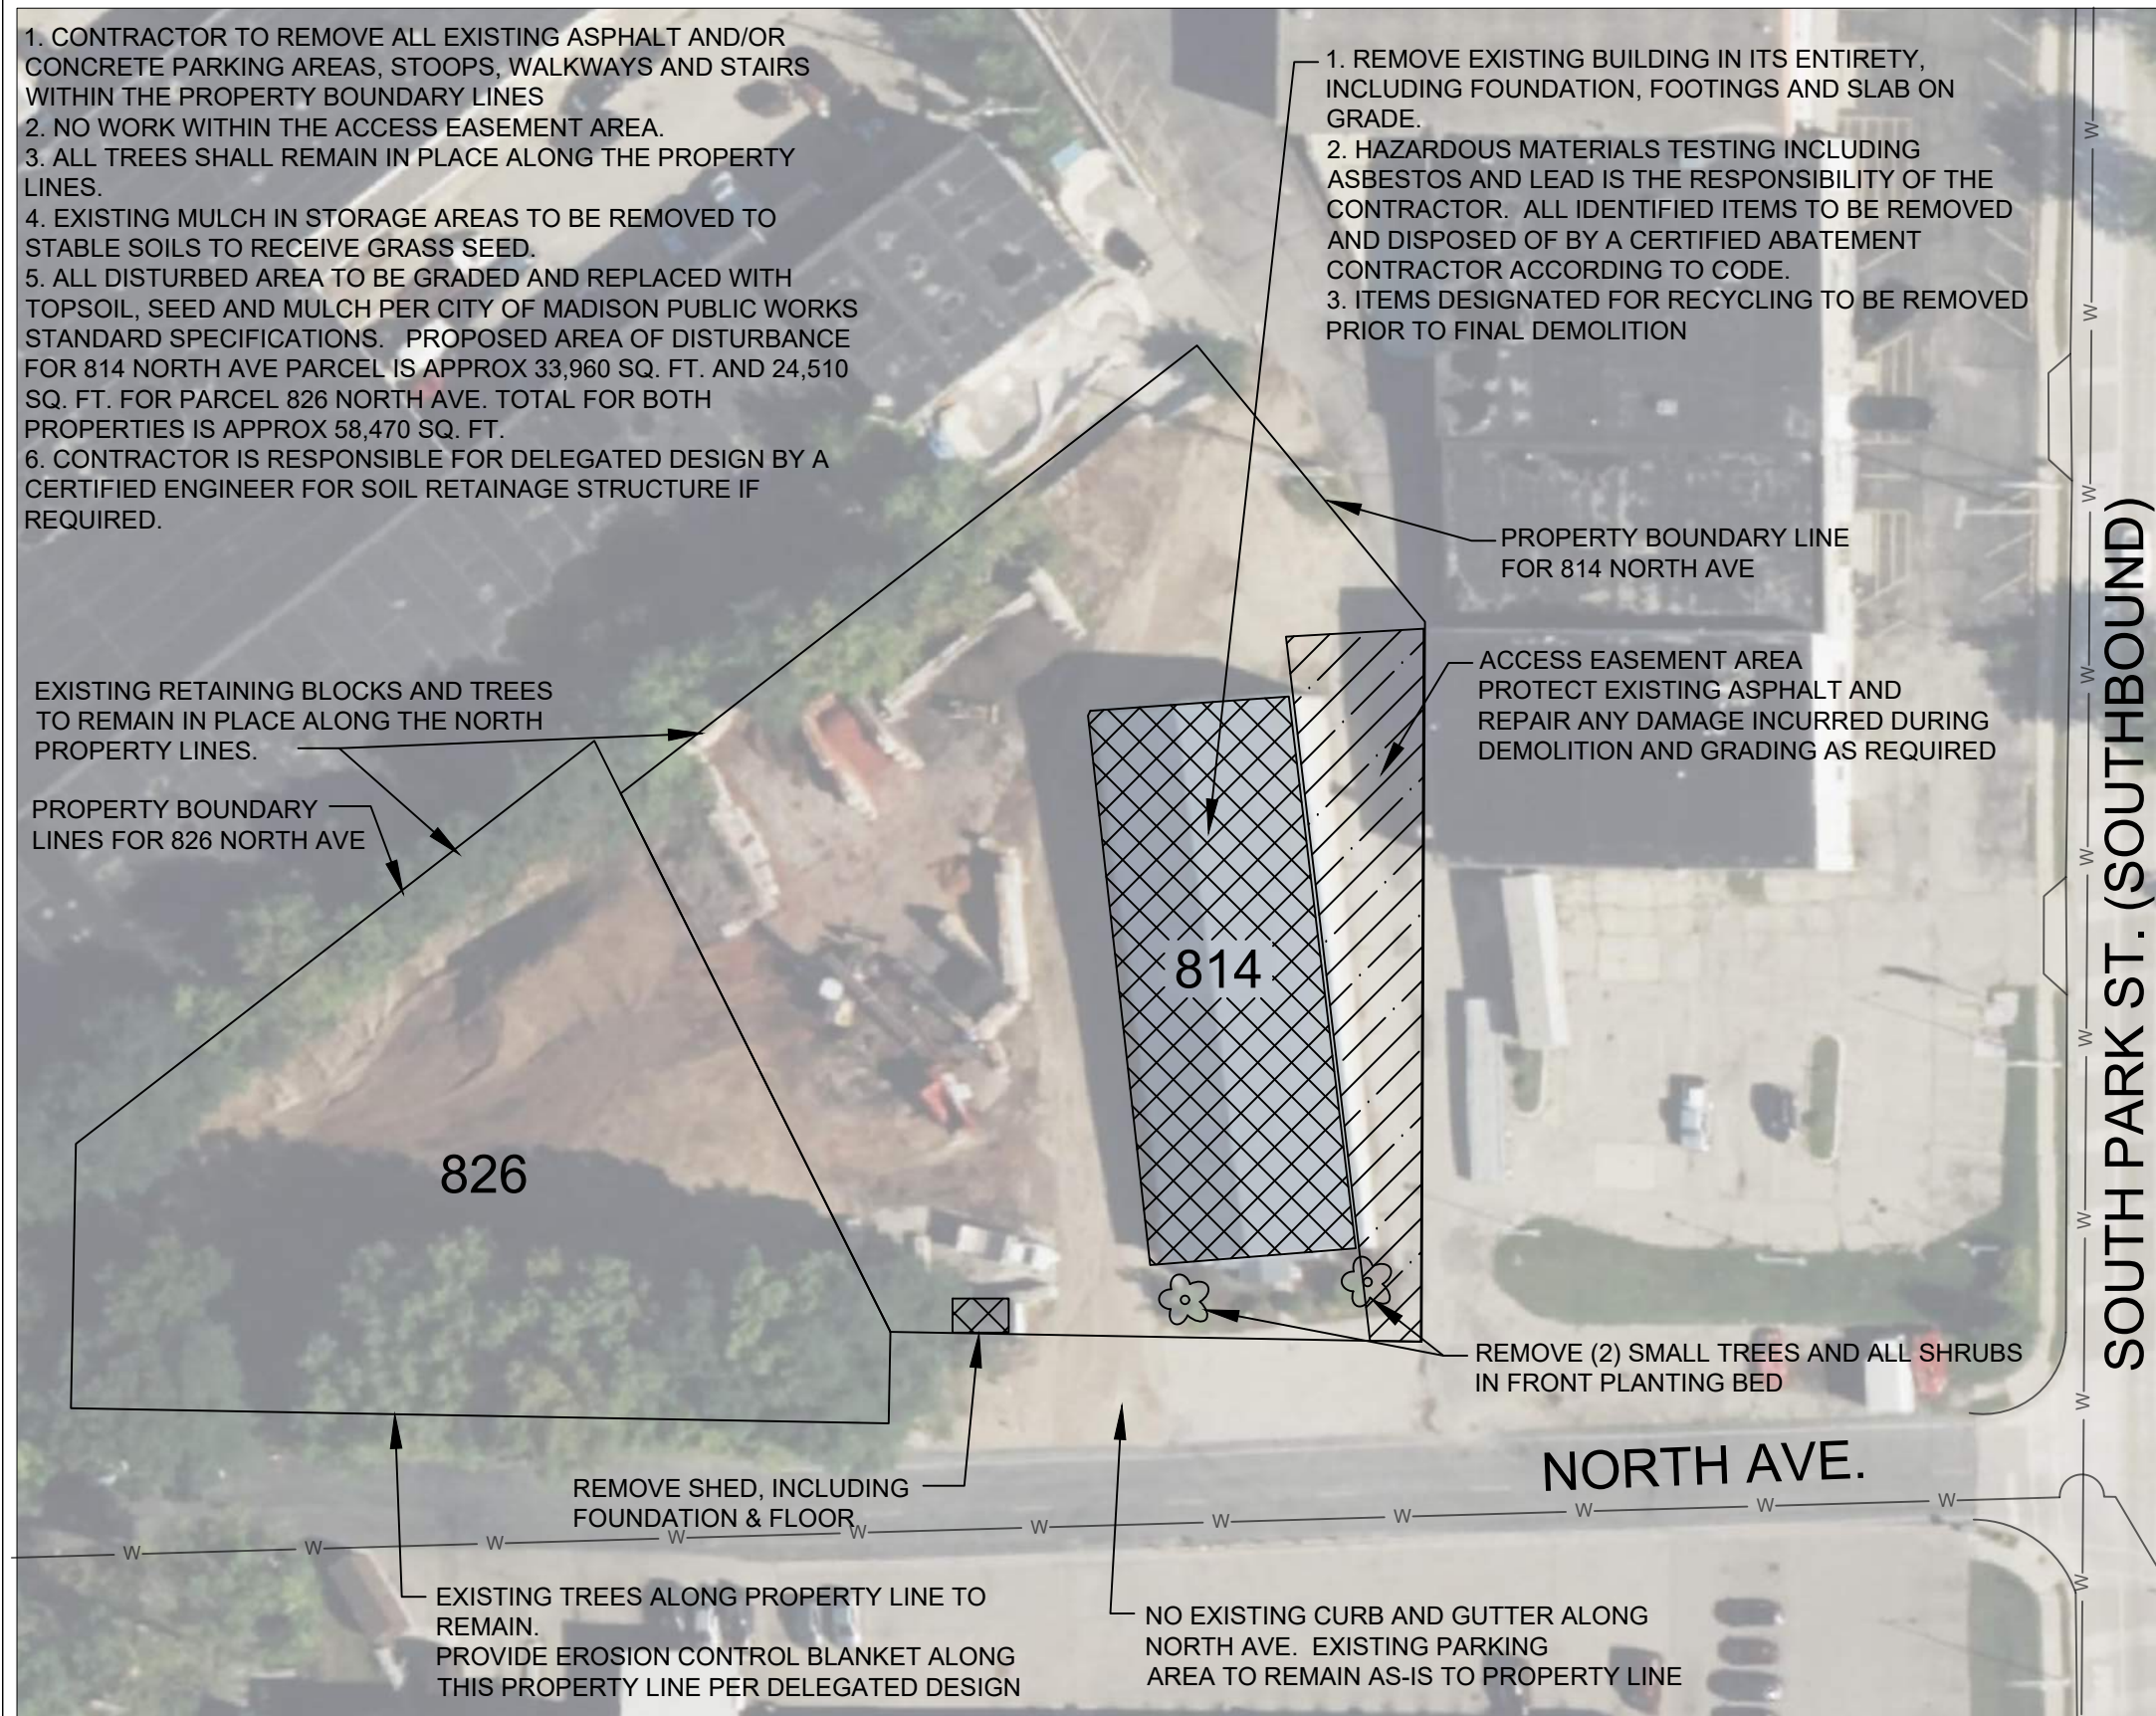 1. CONTRACTOR TO REMOVE ALL EXISTING ASPHALT AND/OR
CONCRETE PARKING AREAS, STOOPS, WALKWAYS AND STAIRS
WITHIN THE PROPERTY BOUNDARY LINES
2. NO WORK WITHIN THE ACCESS EASEMENT AREA.
3. ALL TREES SHALL REMAIN IN PLACE ALONG THE PROPERTY
LINES.
4. EXISTING MULCH IN STORAGE AREAS TO BE REMOVED TO
STABLE SOILS TO RECEIVE GRASS SEED.
5. ALL DISTURBED AREA TO BE GRADED AND REPLACED WITH
TOPSOIL, SEED AND MULCH PER CITY OF MADISON PUBLIC WORKS
STANDARD SPECIFICATIONS. PROPOSED AREA OF DISTURBANCE
FOR 814 NORTH AVE PARCEL IS APPROX 33,960 SQ. FT. AND 24,510
SQ. FT. FOR PARCEL 826 NORTH AVE. TOTAL FOR BOTH
PROPERTIES IS APPROX 58,470 SQ. FT.
6. CONTRACTOR IS RESPONSIBLE FOR DELEGATED DESIGN BY A
CERTIFIED ENGINEER FOR SOIL RETAINAGE STRUCTURE IF
REQUIRED.
1. REMOVE EXISTING BUILDING IN ITS ENTIRETY,
INCLUDING FOUNDATION, FOOTINGS AND SLAB ON
GRADE.
2. HAZARDOUS MATERIALS TESTING INCLUDING
ASBESTOS AND LEAD IS THE RESPONSIBILITY OF THE
CONTRACTOR. ALL IDENTIFIED ITEMS TO BE REMOVED
AND DISPOSED OF BY A CERTIFIED ABATEMENT
CONTRACTOR ACCORDING TO CODE.
3. ITEMS DESIGNATED FOR RECYCLING TO BE REMOVED
PRIOR TO FINAL DEMOLITION
PROPERTY BOUNDARY LINE
FOR 814 NORTH AVE
ACCESS EASEMENT AREA
PROTECT EXISTING ASPHALT AND
REPAIR ANY DAMAGE INCURRED DURING
DEMOLITION AND GRADING AS REQUIRED
EXISTING RETAINING BLOCKS AND TREES
TO REMAIN IN PLACE ALONG THE NORTH
PROPERTY LINES.
PROPERTY BOUNDARY
LINES FOR 826 NORTH AVE
814
826
SOUTH PARK ST. (SOUTHBOUND)
W
W
W
W
W
W
W
W
W
REMOVE (2) SMALL TREES AND ALL SHRUBS
IN FRONT PLANTING BED
NORTH AVE.
REMOVE SHED, INCLUDING
FOUNDATION & FLOOR
W W W W W W W W W W W
EXISTING TREES ALONG PROPERTY LINE TO
REMAIN.
PROVIDE EROSION CONTROL BLANKET ALONG
THIS PROPERTY LINE PER DELEGATED DESIGN
NO EXISTING CURB AND GUTTER ALONG
NORTH AVE. EXISTING PARKING
AREA TO REMAIN AS-IS TO PROPERTY LINE